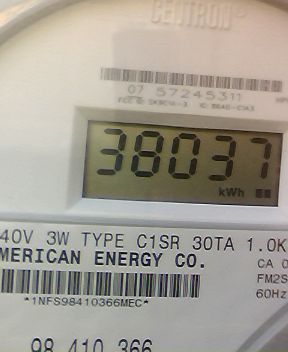 CENTRON®
07 57245311
38037
kWh
40V 3W TYPE C1SR 30TA 1.0K
MERICAN ENERGY CO.
CA 0
FM2S
60Hz
*1NFS98410366MEC*
98 410 366